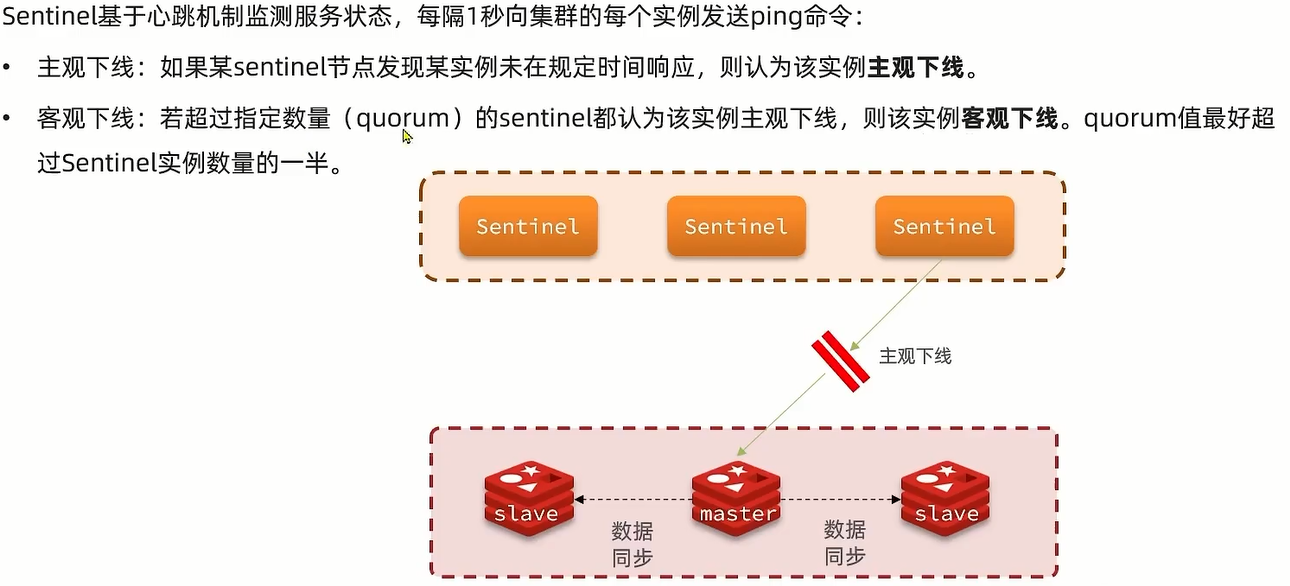 Sentinel基于心跳机制监测服务状态，每隔1秒向集群的每个实例发送ping命令：
• 主观下线：如果某sentinel节点发现某实例未在规定时间响应，则认为该实例主观下线。
• 客观下线：若超过指定数量（quorum）的sentinel都认为该实例主观下线，则该实例客观下线。quorum值最好超
过Sentinel实例数量的一半。
Sentinel Sentinel Sentinel
主观下线
slave master slave
数据 数据
同步 同步